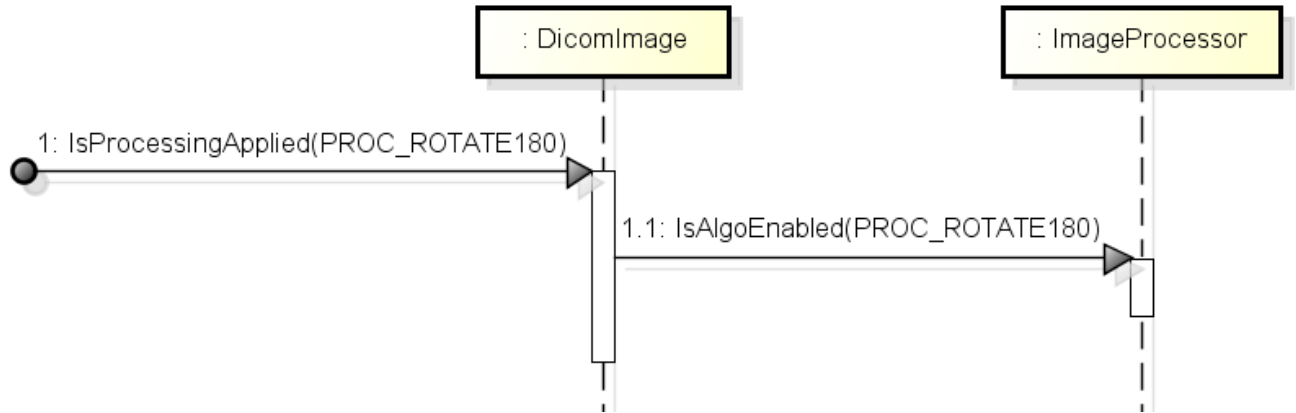 : DicomImage
: ImageProcessor
1: IsProcessingApplied(PROC_ROTATE180)
1.1: IsAlgoEnabled(PROC_ROTATE180)